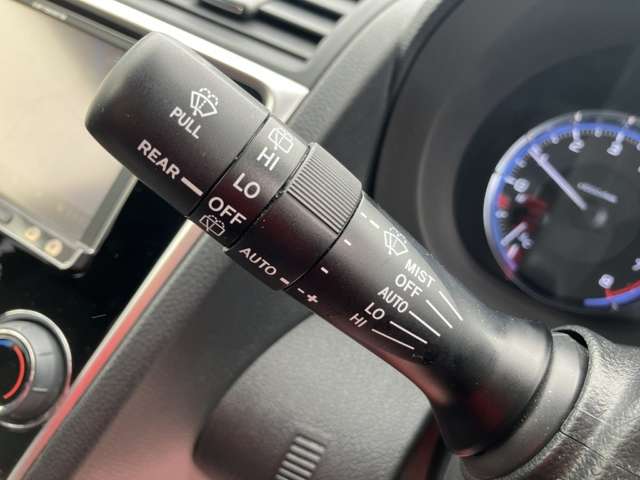 PULL
REAR
HI
LO
OFF
AUTO
- +
MIST
OFF
AUTO
LO
HI